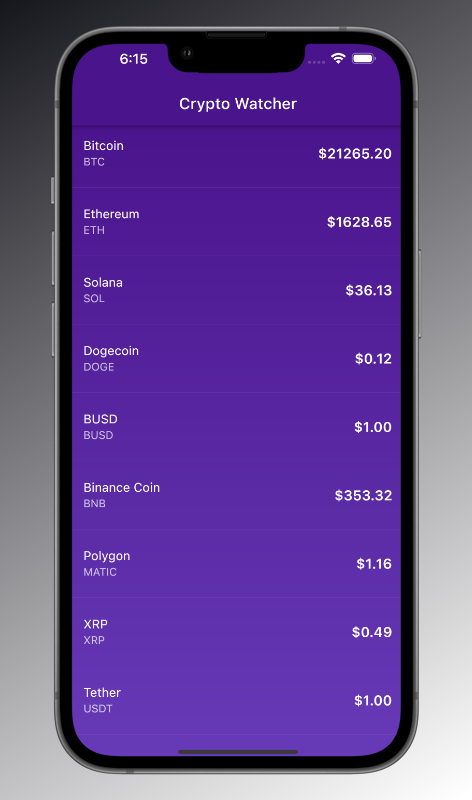 6:15
Crypto Watcher
Bitcoin
BTC
$21265.20
Ethereum
ETH
$1628.65
Solana
SOL
$36.13
Dogecoin
DOGE
$0.12
BUSD
BUSD
$1.00
Binance Coin
BNB
$353.32
Polygon
MATIC
$1.16
XRP
XRP
$0.49
Tether
USDT
$1.00